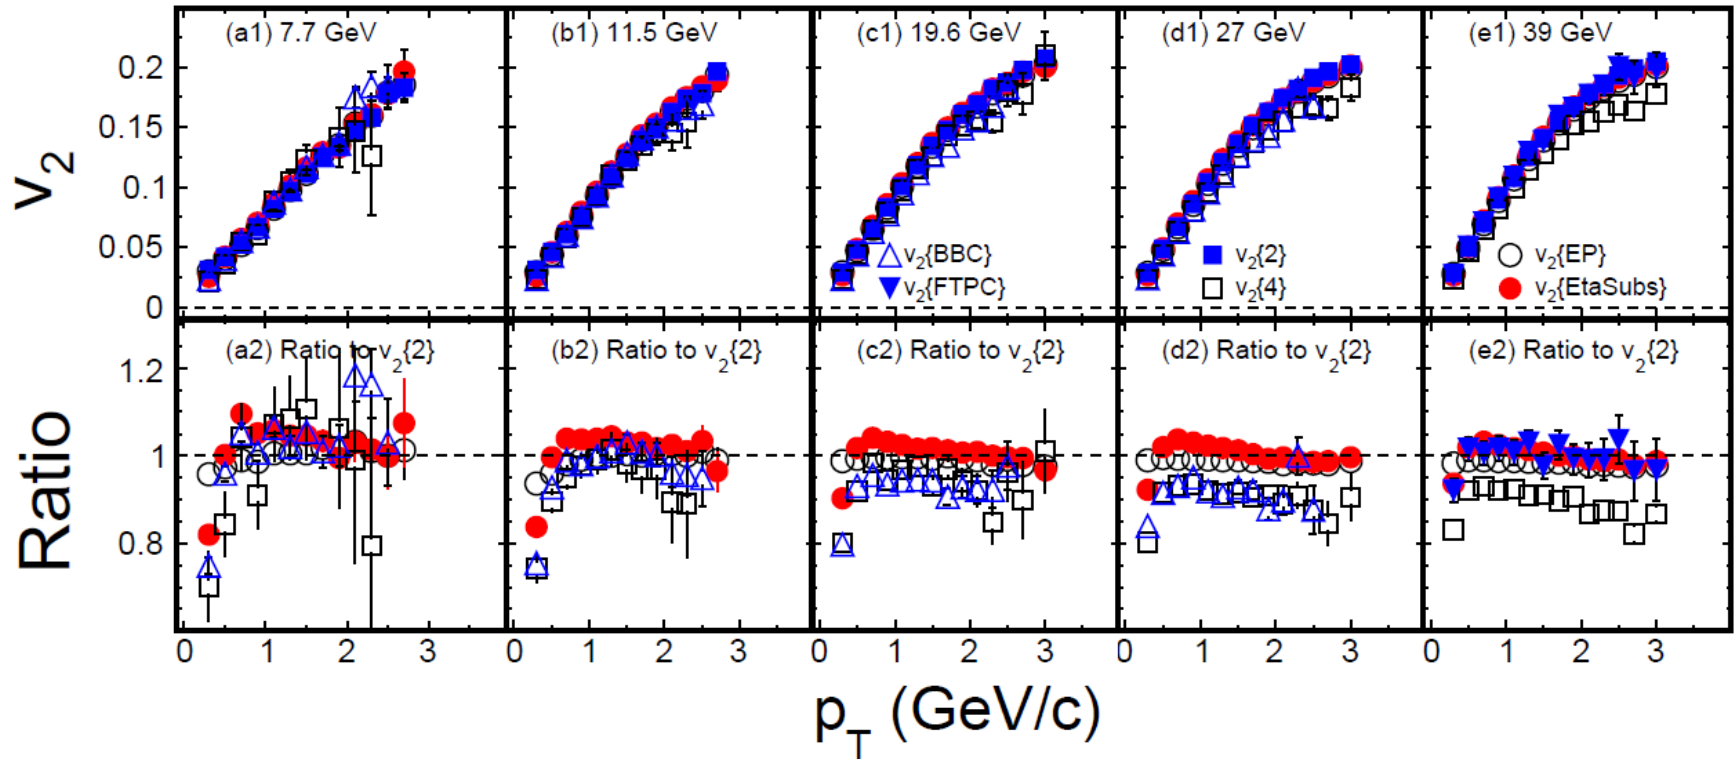 (a1) 7.7 GeV
(b1) 11.5 GeV
(c1) 19.6 GeV
(d1) 27 GeV
(e1) 39 GeV
v2
0.2
0.15
0.1
0.05
0
v2{BBC}
v2{FTPC}
v2{2}
v2{4}
v2{EP}
v2{EtaSubs}
(a2) Ratio to v2{2}
(b2) Ratio to v2{2}
(c2) Ratio to v2{2}
(d2) Ratio to v2{2}
(e2) Ratio to v2{2}
Ratio
1.2
1
0.8
0 1 2 3
0 1 2 3
0 1 2 3
0 1 2 3
0 1 2 3
pT (GeV/c)